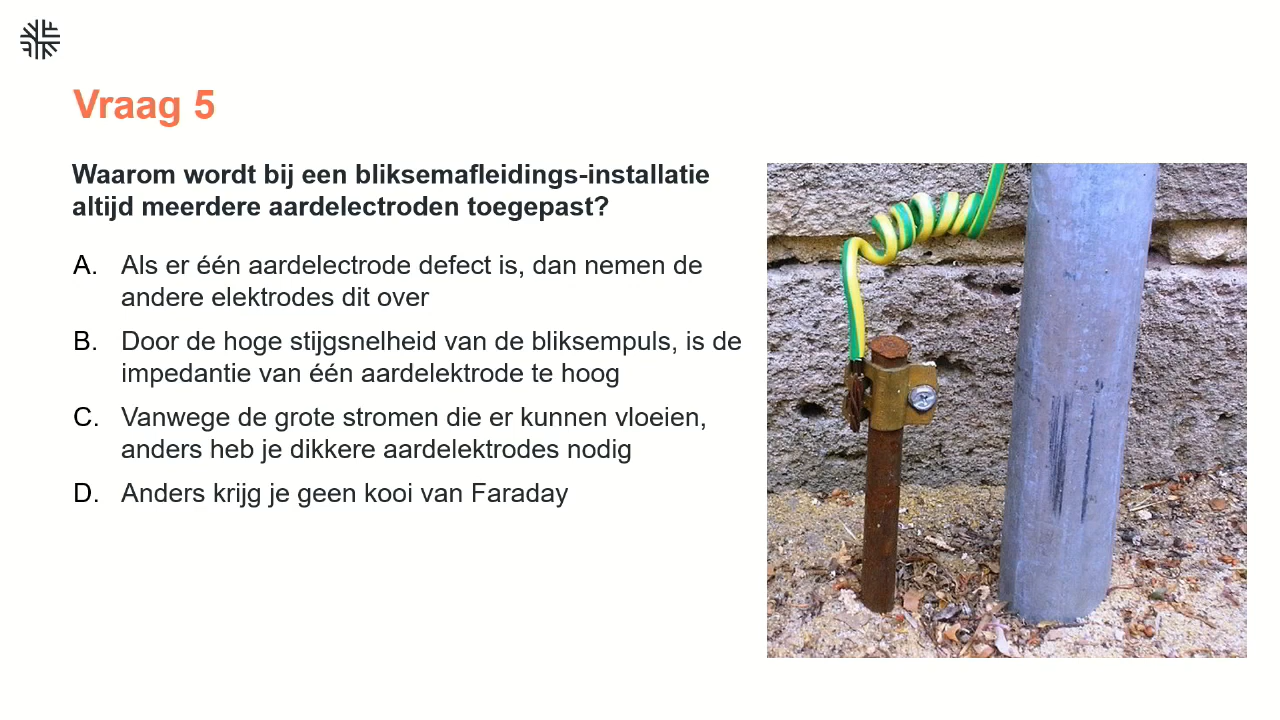 Vraag 5
Waarom wordt bij een bliksemafleidings-installatie
altijd meerdere aardelectroden toegepast?
A. Als er één aardelectrode defect is, dan nemen de
andere elektrodes dit over
B. Door de hoge stijgsnelheid van de bliksempuls, is de
impedantie van één aardelektrode te hoog
C. Vanwege de grote stromen die er kunnen vloeien,
anders heb je dikkere aardelektrodes nodig
D. Anders krijg je geen kooi van Faraday